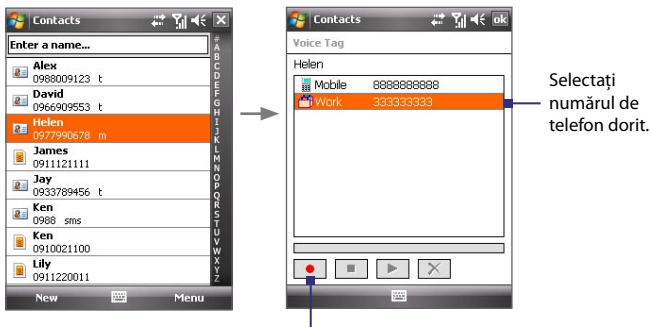 Contacts
Enter a name...
Alex
0988009123 t
David
0966909553 t
Helen
0977990678 m
James
0911121111
Jay
0933789456 t
Ken
0988 sms
Ken
0910021100
Lily
0911220011
#
A
B
C
D
E
F
G
H
I
J
K
L
M
N
O
P
Q
R
S
T
U
V
W
X
Y
Z
New Menu
Contacts ok
Voice Tag
Helen
Mobile 8888888888
Work 333333333
Selectați
numărul de
telefon dorit.